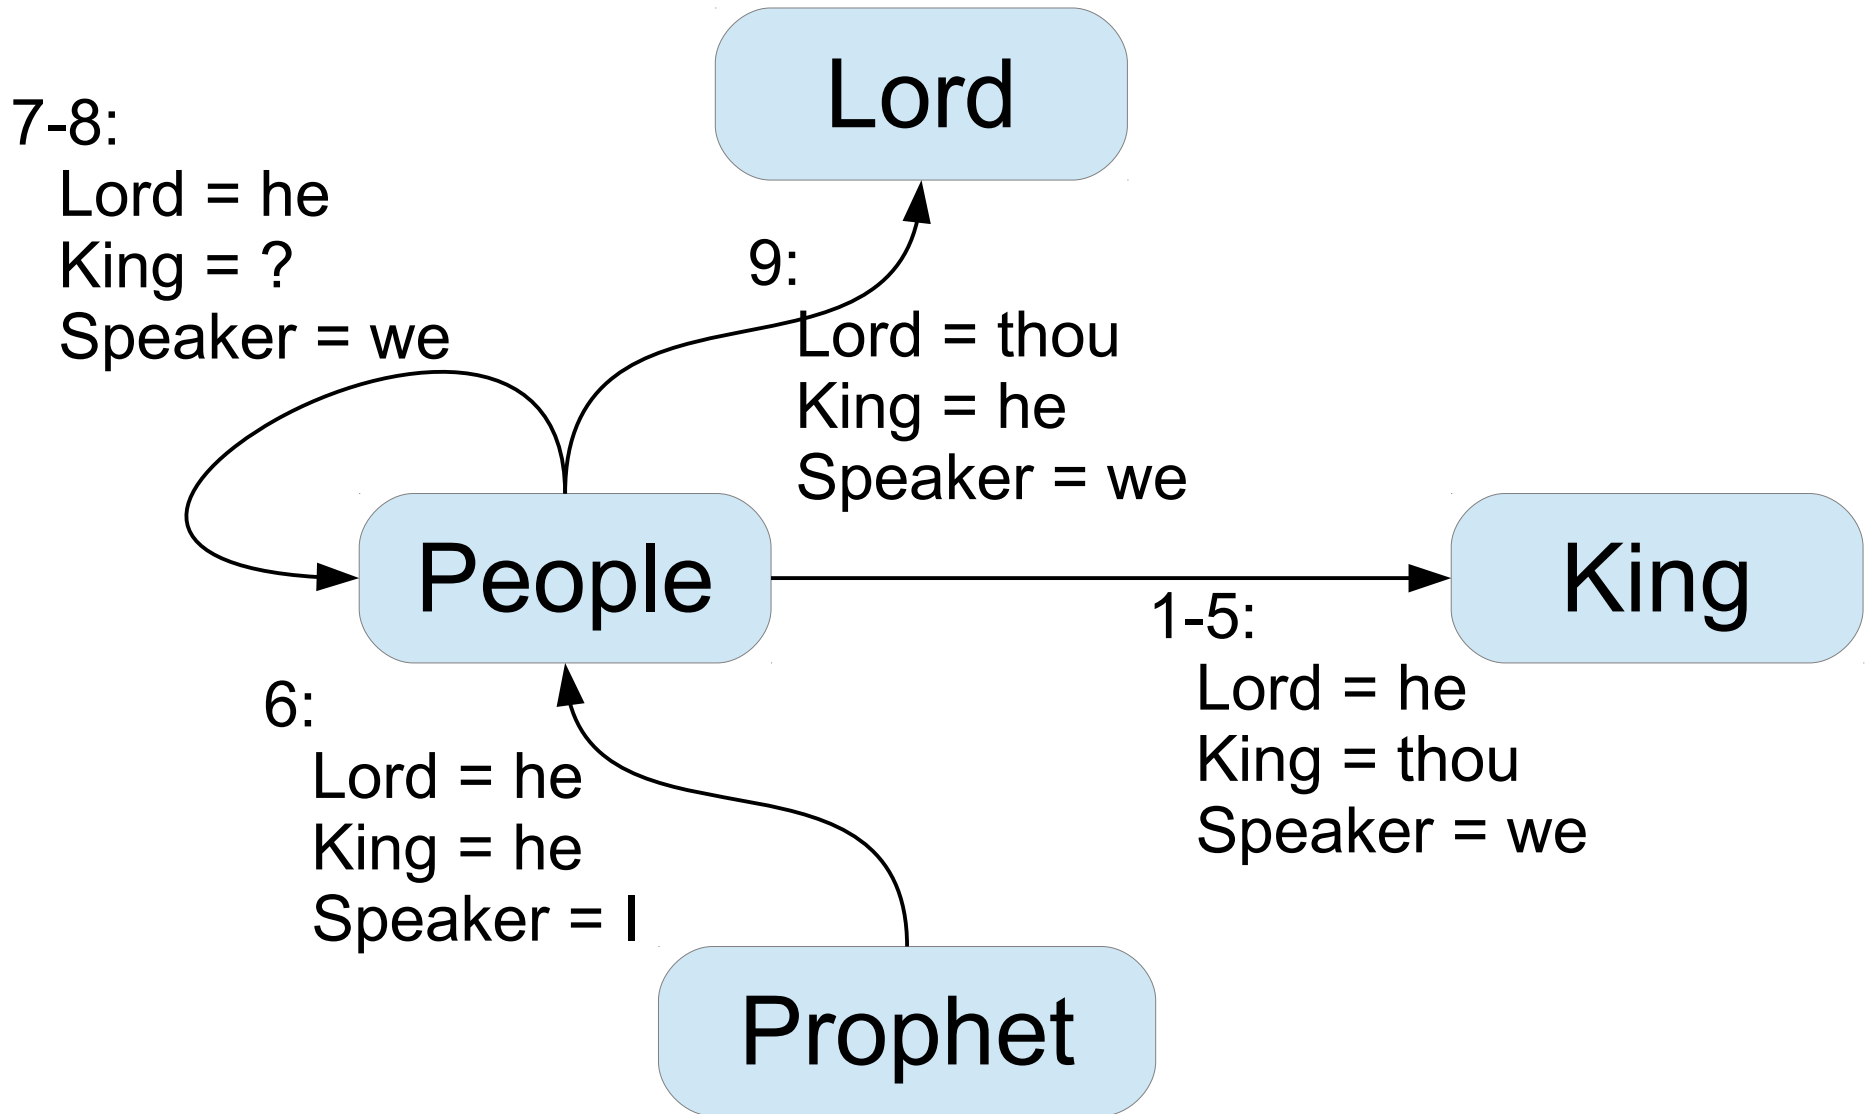 Lord
7-8:
Lord = he
King = ?
Speaker = we
9:
Lord = thou
King = he
Speaker = we
People
King
1-5:
Lord = he
King = thou
Speaker = we
6:
Lord = he
King = he
Speaker = I
Prophet